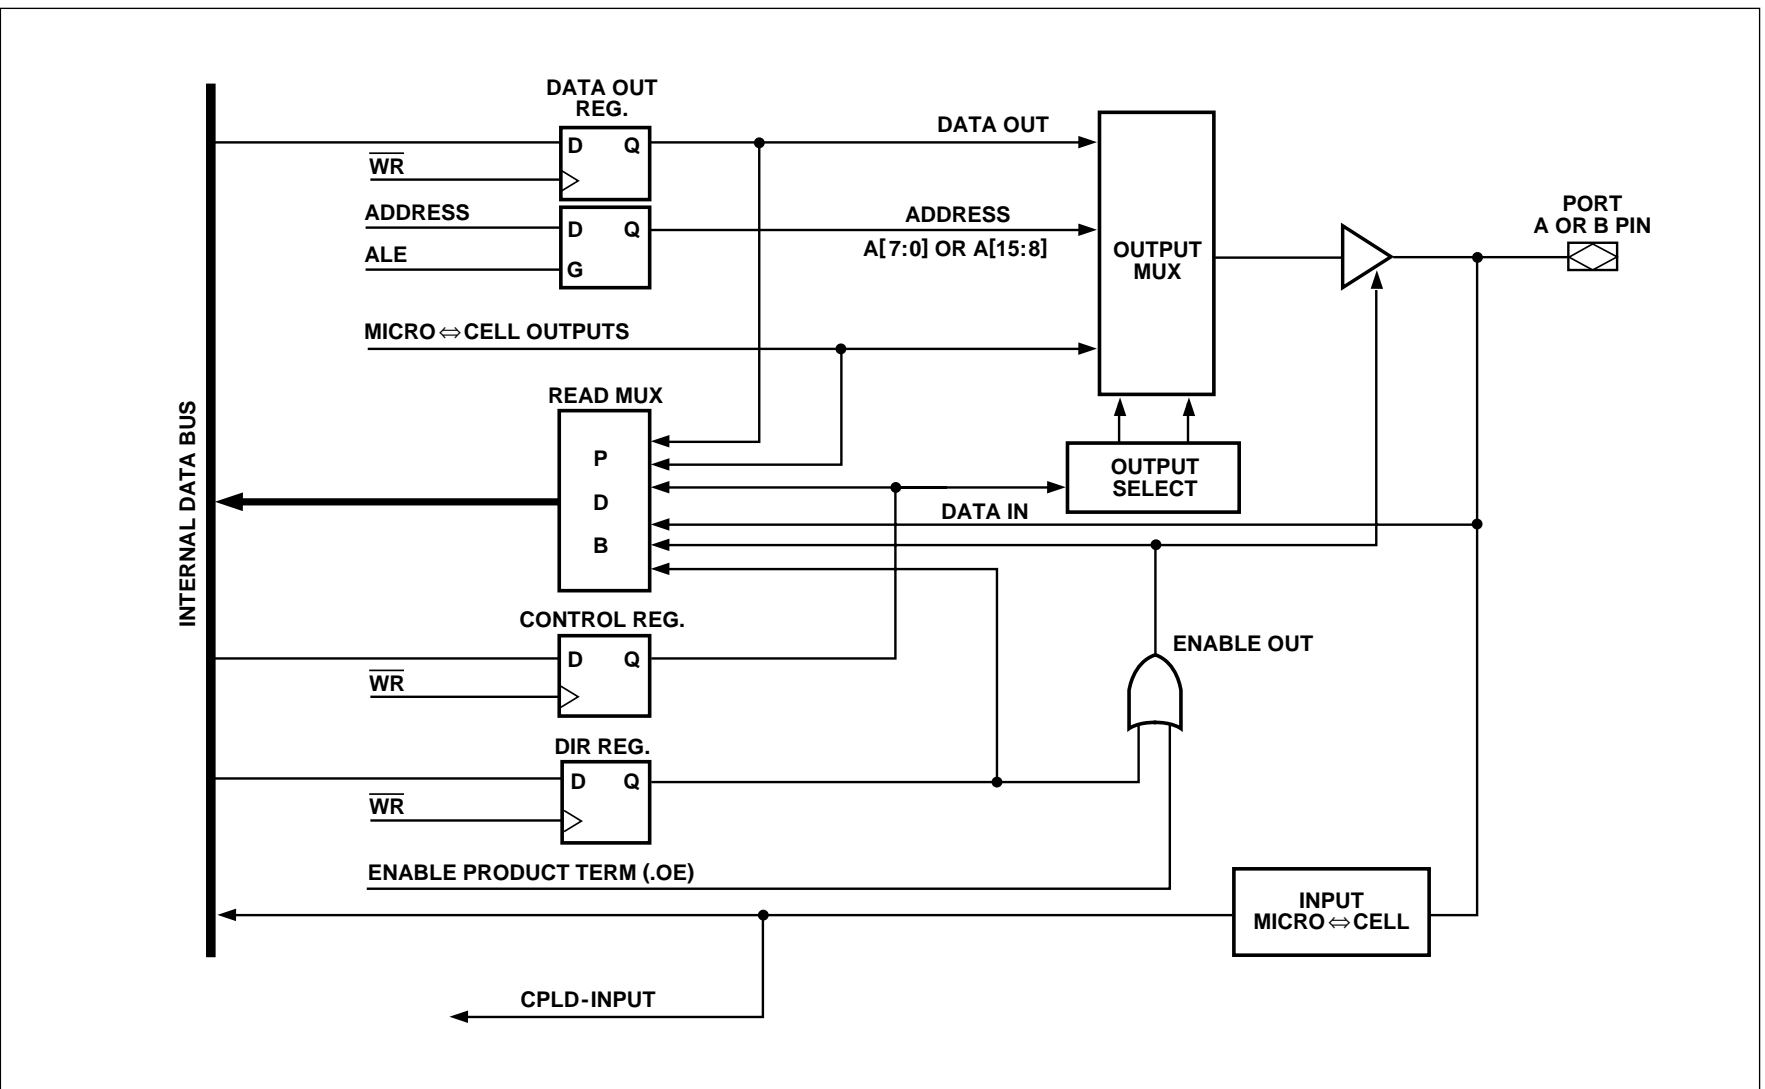 DATA OUT
REG.
D Q
WR
DATA OUT
ADDRESS
D Q
ALE
G
ADDRESS
A[7:0] OR A[15:8]
OUTPUT
MUX
PORT
A OR B PIN
MICRO⇔CELL OUTPUTS
READ MUX
P
D
B
INTERNAL DATA BUS
OUTPUT
SELECT
DATA IN
CONTROL REG.
D Q
WR
ENABLE OUT
DIR REG.
D Q
WR
ENABLE PRODUCT TERM (.OE)
INPUT
MICRO⇔CELL
CPLD-INPUT